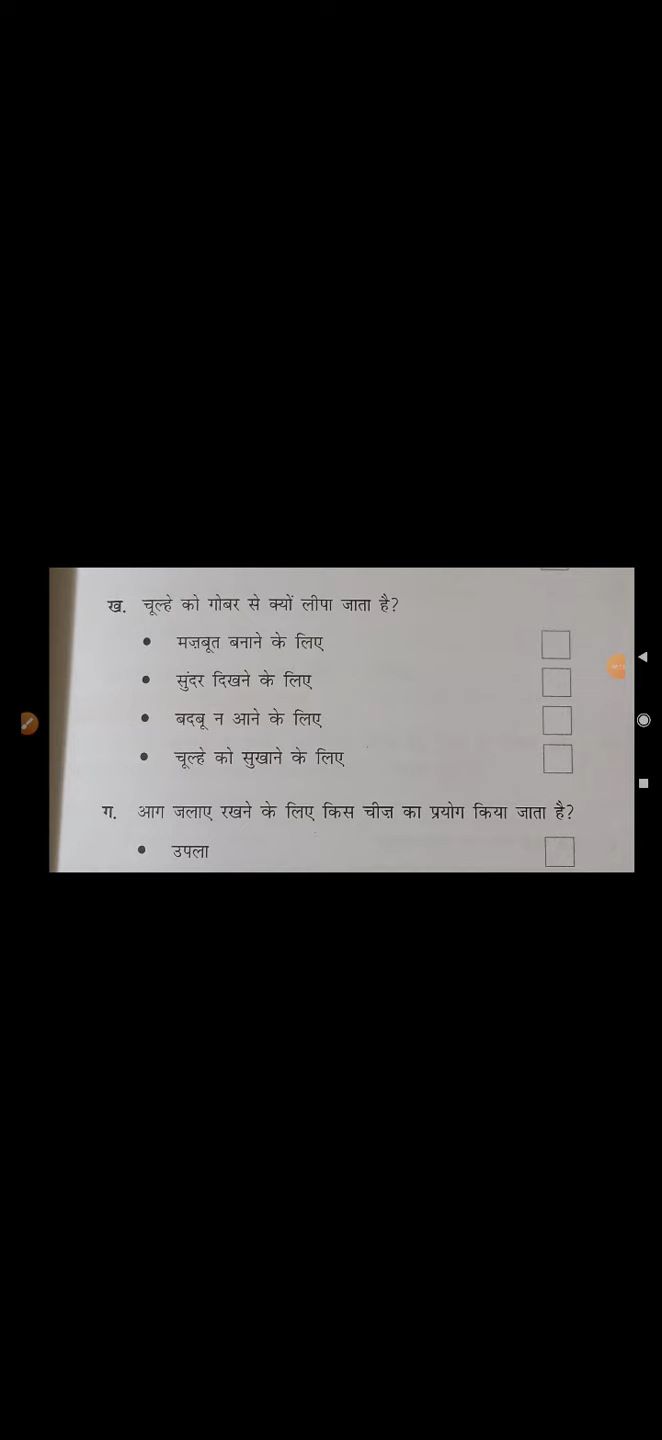 ख. चूल्हे को गोबर से क्यों लीपा जाता है?
• मज़बूत बनाने के लिए
• सुंदर दिखने के लिए
• बदबू न आने के लिए
• चूल्हे को सुखाने के लिए
ग. आग जलाए रखने के लिए किस चीज़ का प्रयोग किया जाता है?
• उपला